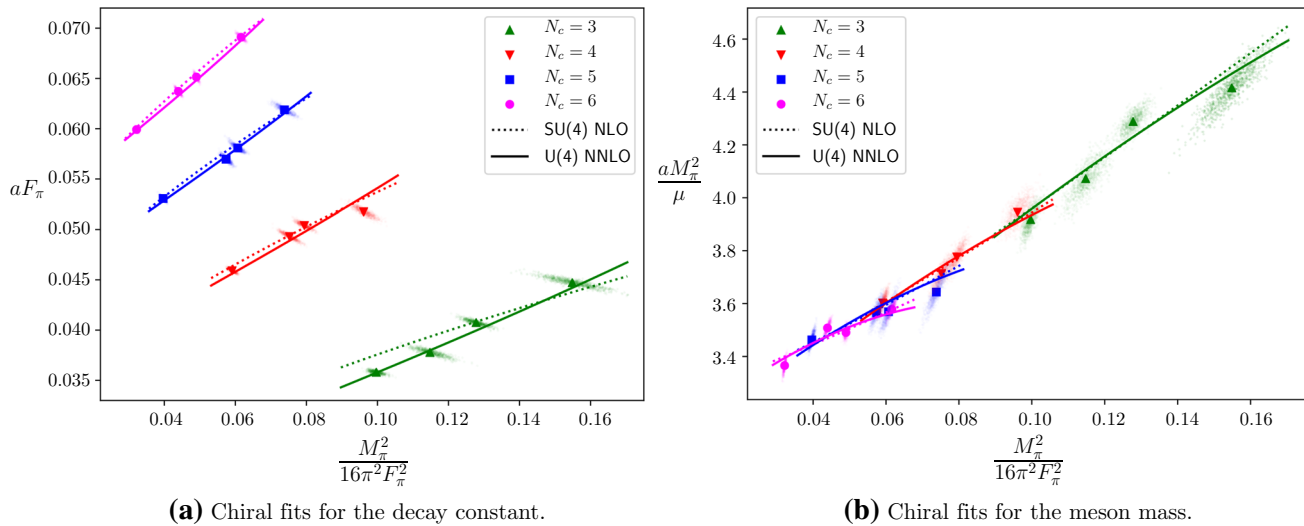 0.070
0.065
0.060
0.055
0.050
0.045
0.040
0.035
aF_π
0.04 0.06 0.08 0.10 0.12 0.14 0.16
M_π^2
16π^2F_π^2
N_c = 3
N_c = 4
N_c = 5
N_c = 6
SU(4) NLO
U(4) NNLO
(a) Chiral fits for the decay constant.
4.6
4.4
4.2
4.0
3.8
3.6
3.4
aM_π^2
μ
0.04 0.06 0.08 0.10 0.12 0.14 0.16
M_π^2
16π^2F_π^2
N_c = 3
N_c = 4
N_c = 5
N_c = 6
SU(4) NLO
U(4) NNLO
(b) Chiral fits for the meson mass.